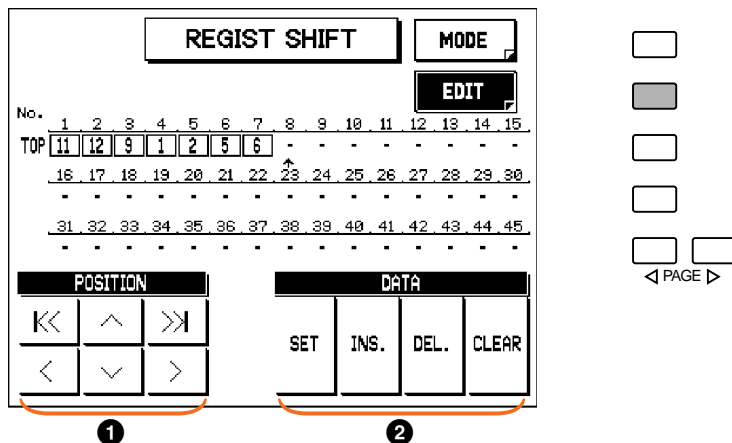 REGIST SHIFT
MODE
EDIT
No.
1 2 3 4 5 6 7 8 9 10 11 12 13 14 15
TOP 11 12 9 1 2 5 6 - - - - - - - -
16 17 18 19 20 21 22 23 24 25 26 27 28 29 30
- - - - - - - - - - - - - - -
31 32 33 34 35 36 37 38 39 40 41 42 43 44 45
- - - - - - - - - - - - - - -
POSITION
DATA
SET INS. DEL. CLEAR
PAGE
1 2